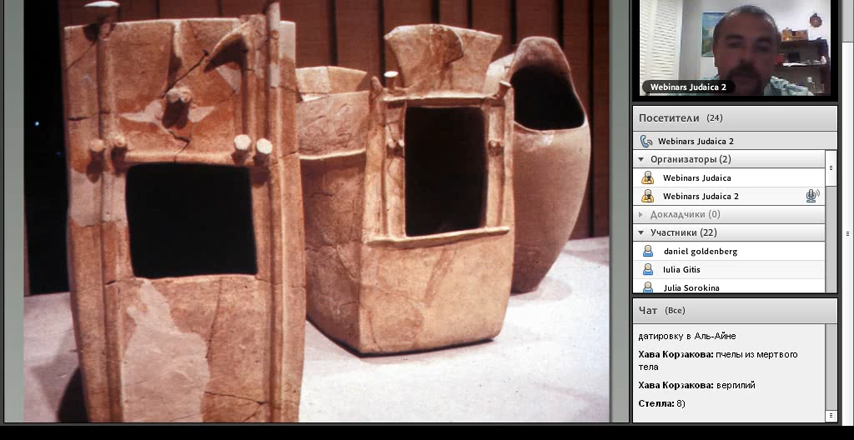 Webinars Judaica 2
Посетители (24)
Webinars Judaica 2
Организаторы (2)
Webinars Judaica
Webinars Judaica 2
Докладчики (0)
Участники (22)
daniel goldenberg
Iulia Gitis
Julia Sorokina
Чат (Все)
датировку в Аль-Айне
Хава Корзакова: пчелы из мертвого
тела
Хава Корзакова: вергилий
Стелла: 8)